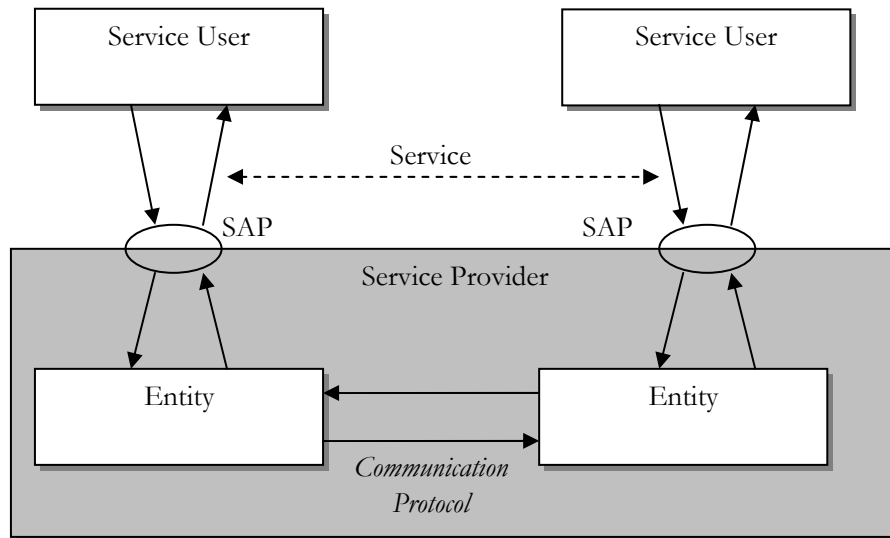 Service User
Service User
Service
SAP
SAP
Service Provider
Entity
Entity
Communication
Protocol